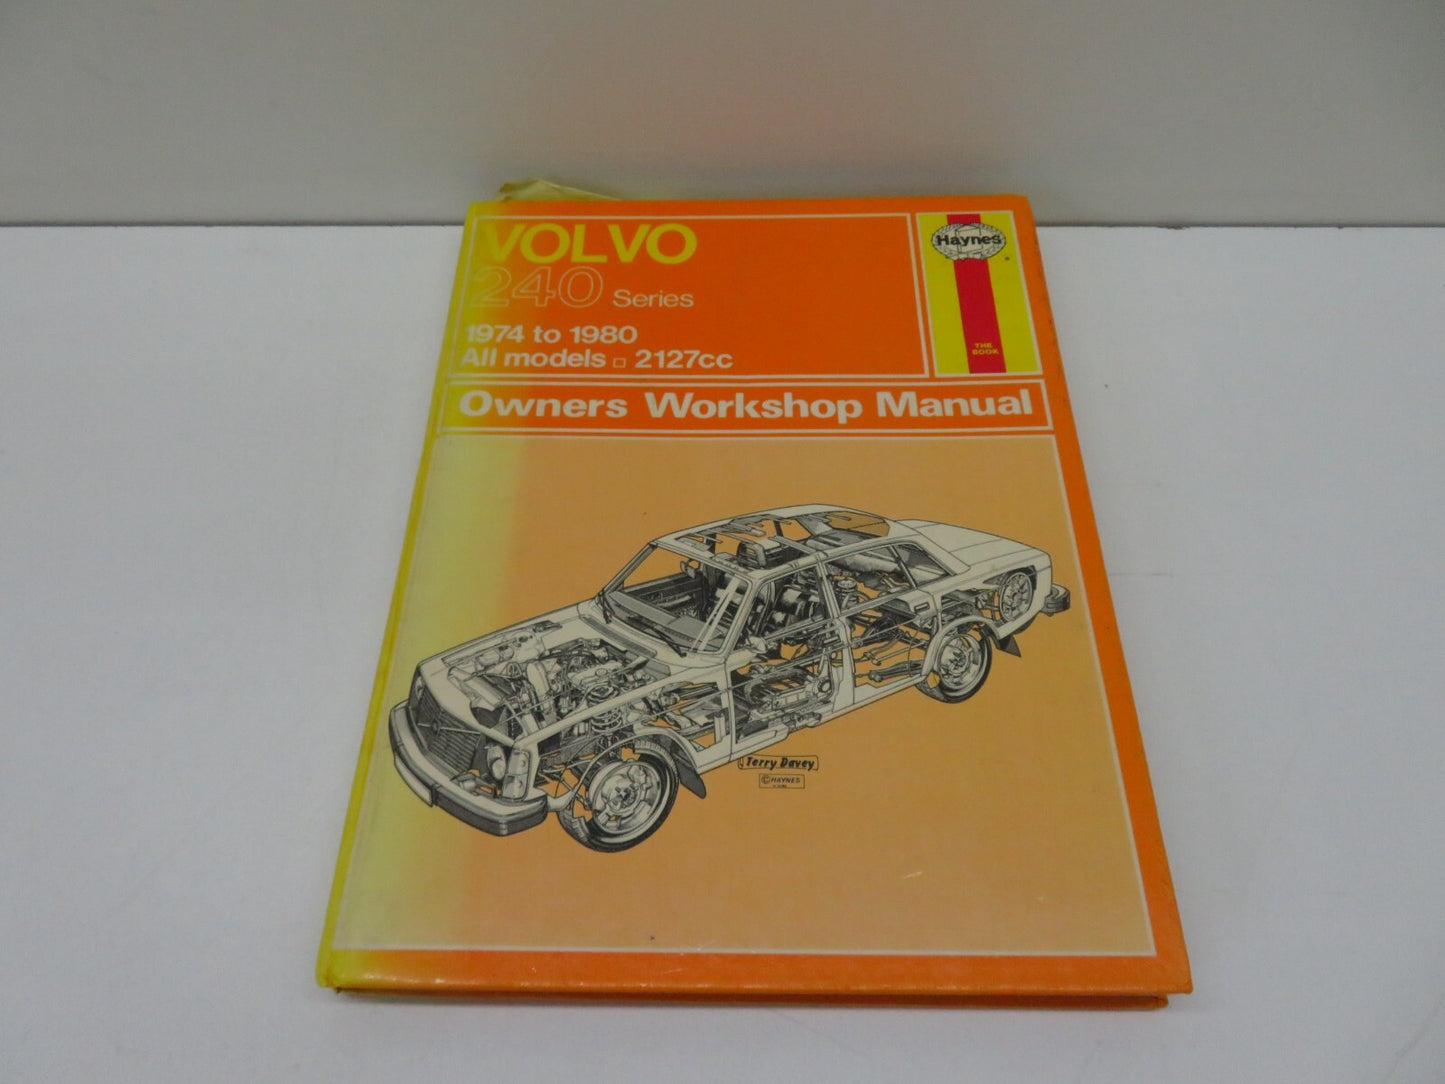 VOLVO
240 Series
1974 to 1980
All models □ 2127cc
Haynes
THE
BOOK
Owners Workshop Manual
Terry Davey
© HAYNES